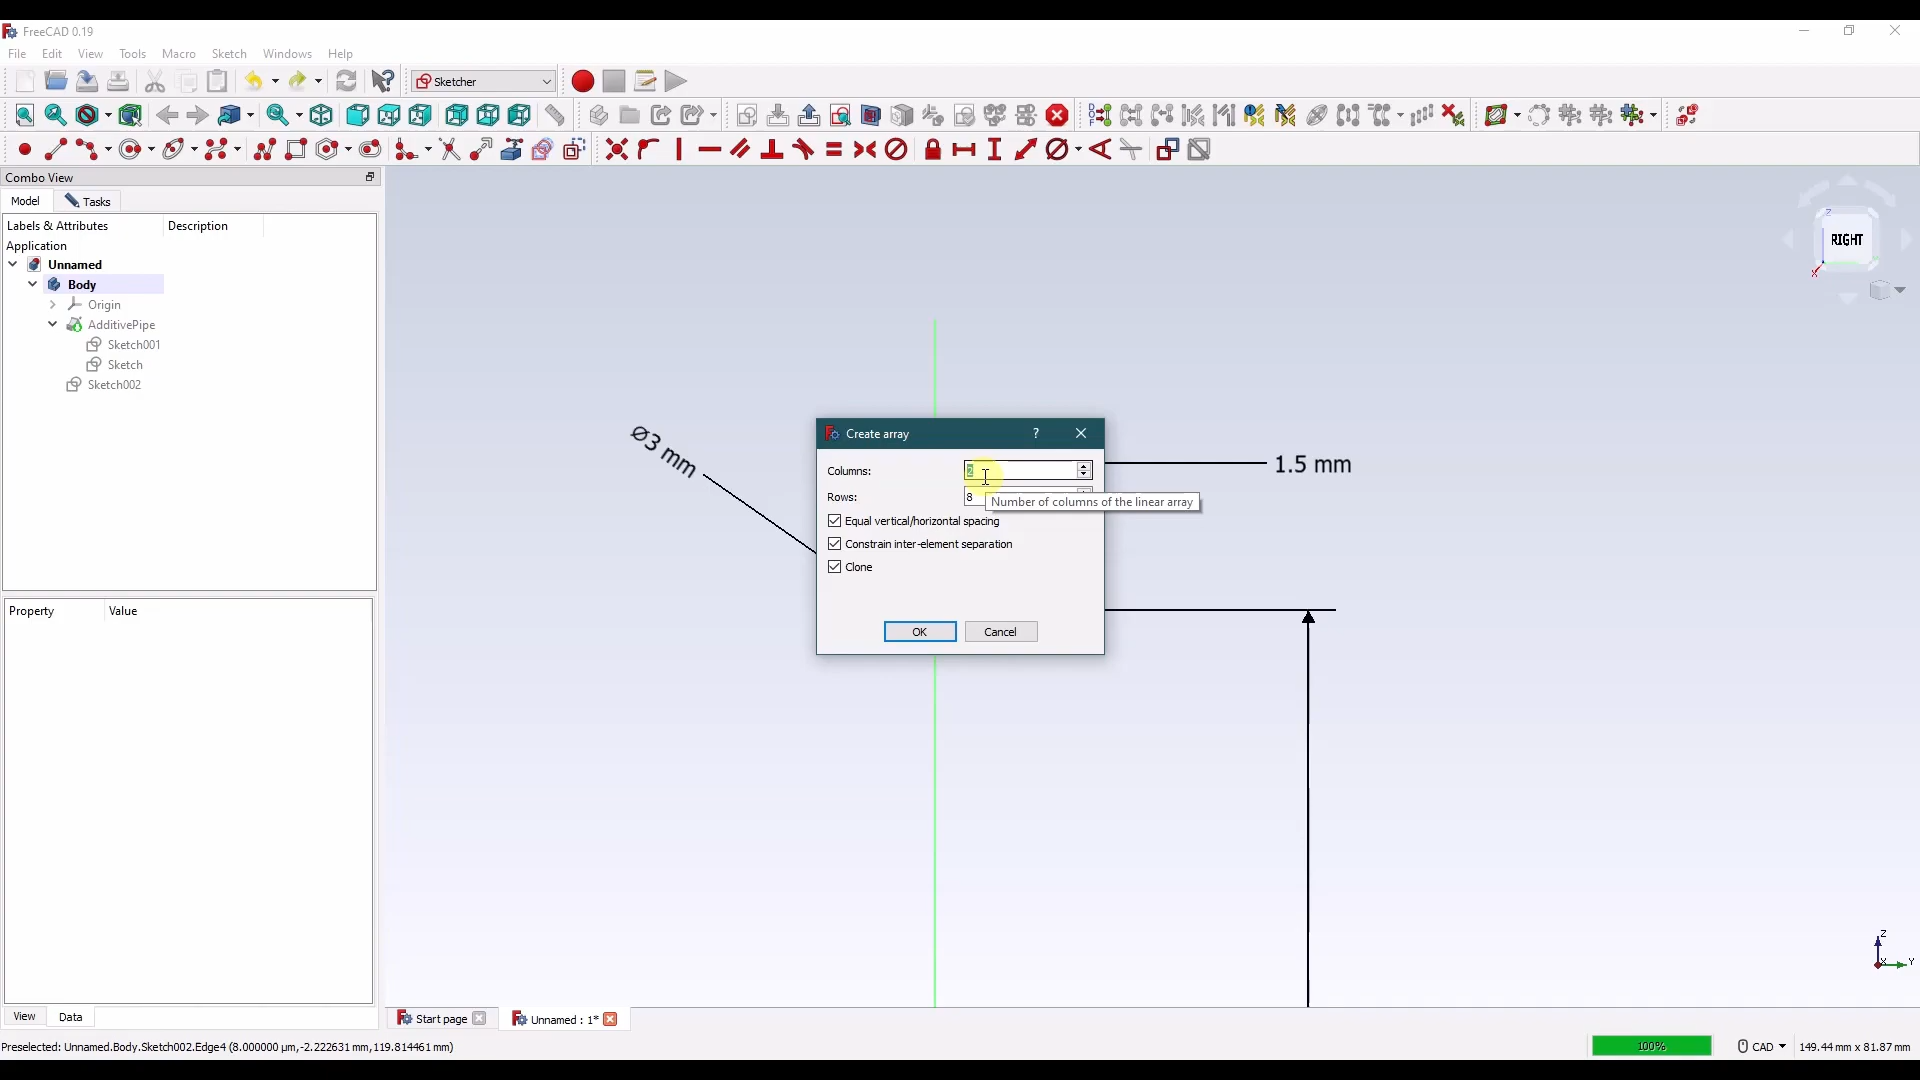 FreeCAD 0.19
File Edit View Tools Macro Sketch Windows Help
Sketcher
Combo View
Model Tasks
Labels & Attributes Description
Application
Unnamed
Body
Origin
AdditivePipe
Sketch001
Sketch
Sketch002
Property Value
View Data
RIGHT
Z
X
Ø3 mm
1.5 mm
Create array ?
Columns: 2
Rows: 8
Number of columns of the linear array
Equal vertical/horizontal spacing
Constrain inter-element separation
Clone
OK Cancel
Z
X Y
Start page Unnamed : 1*
Preselected: Unnamed.Body.Sketch002.Edge4 (8.000000 µm,-2.222631 mm,119.814461 mm)
100% CAD 149.44 mm x 81.87 mm